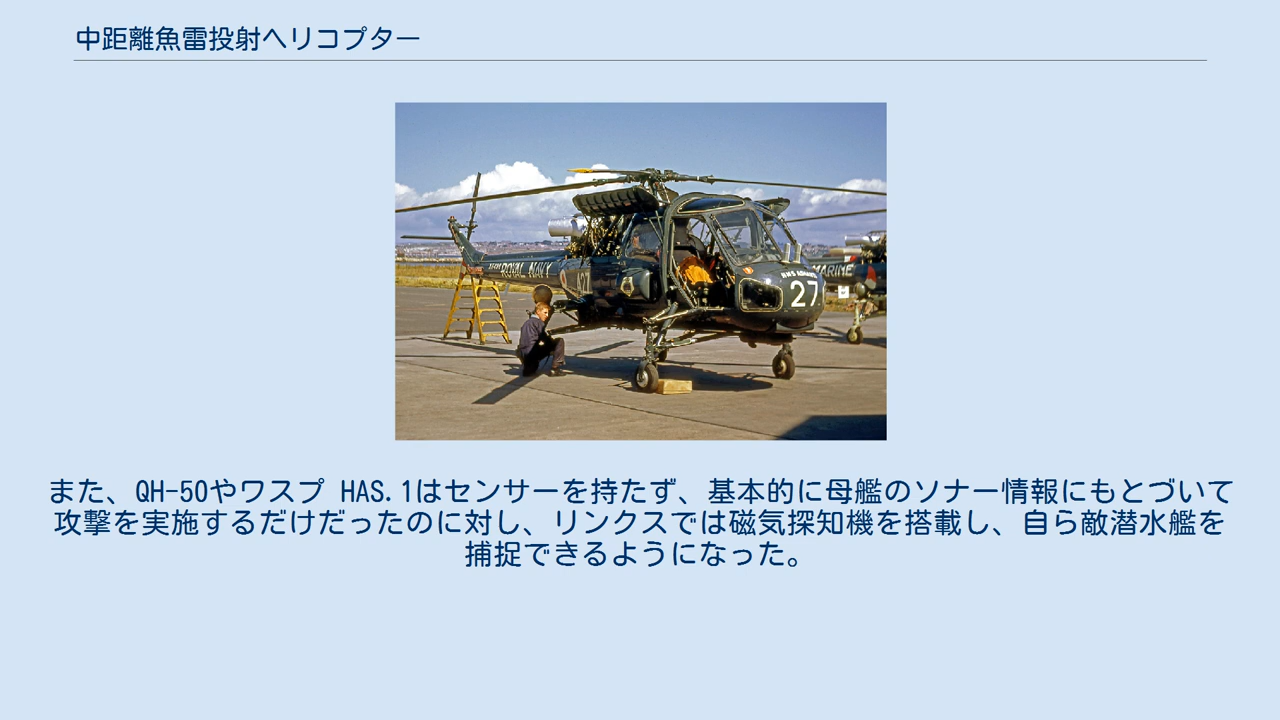 中距離魚雷投射ヘリコプター
ROYAL NAVY
627
MARINE
27
また、QH-50やワスプ HAS.1はセンサーを持たず、基本的に母艦のソナー情報にもとづいて
攻撃を実施するだけだったのに対し、リンクスでは磁気探知機を搭載し、自ら敵潜水艦を
捕捉できるようになった。